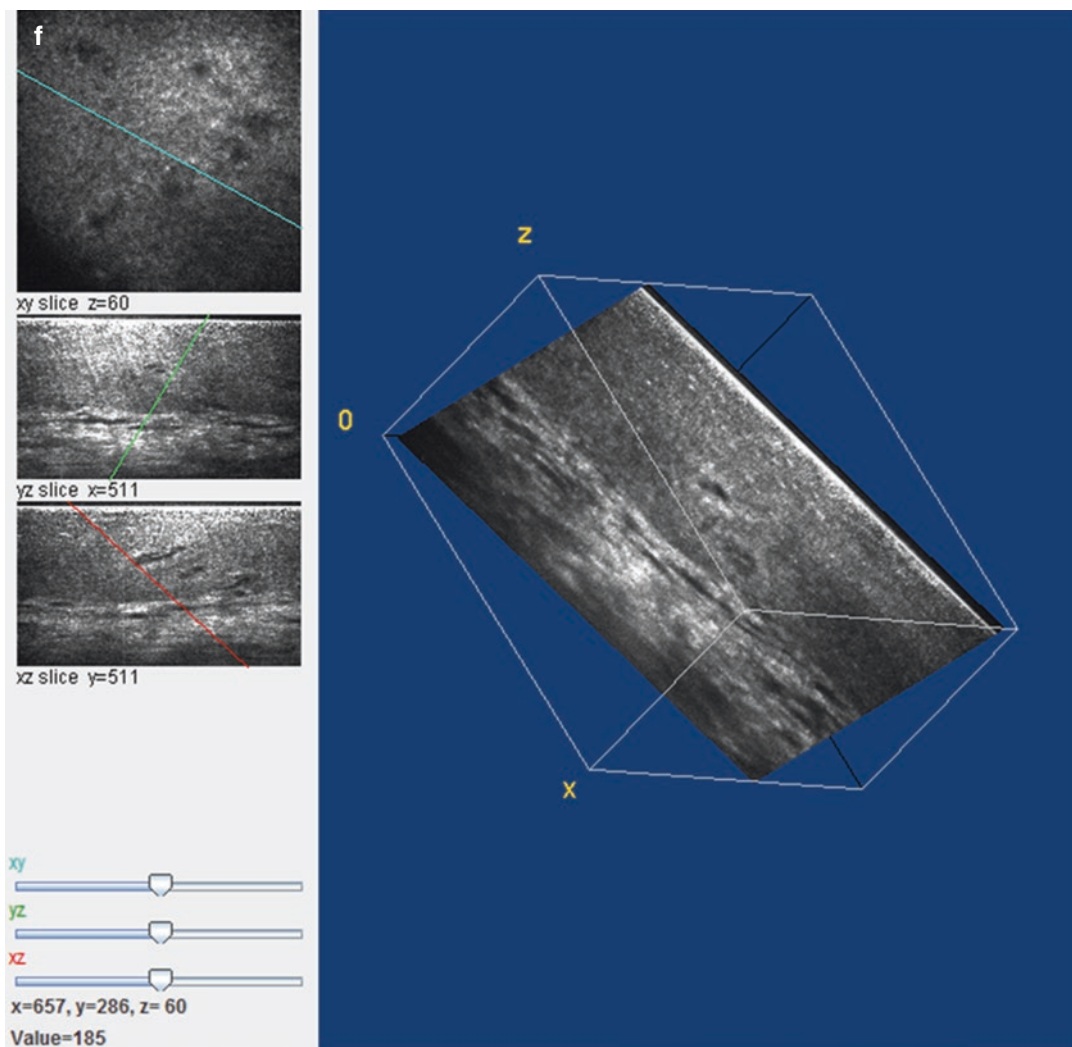 f
xy slice z=60
yz slice x=511
xz slice y=511
z
0
x
xy
yz
xz
x=657, y=286, z= 60
Value=185